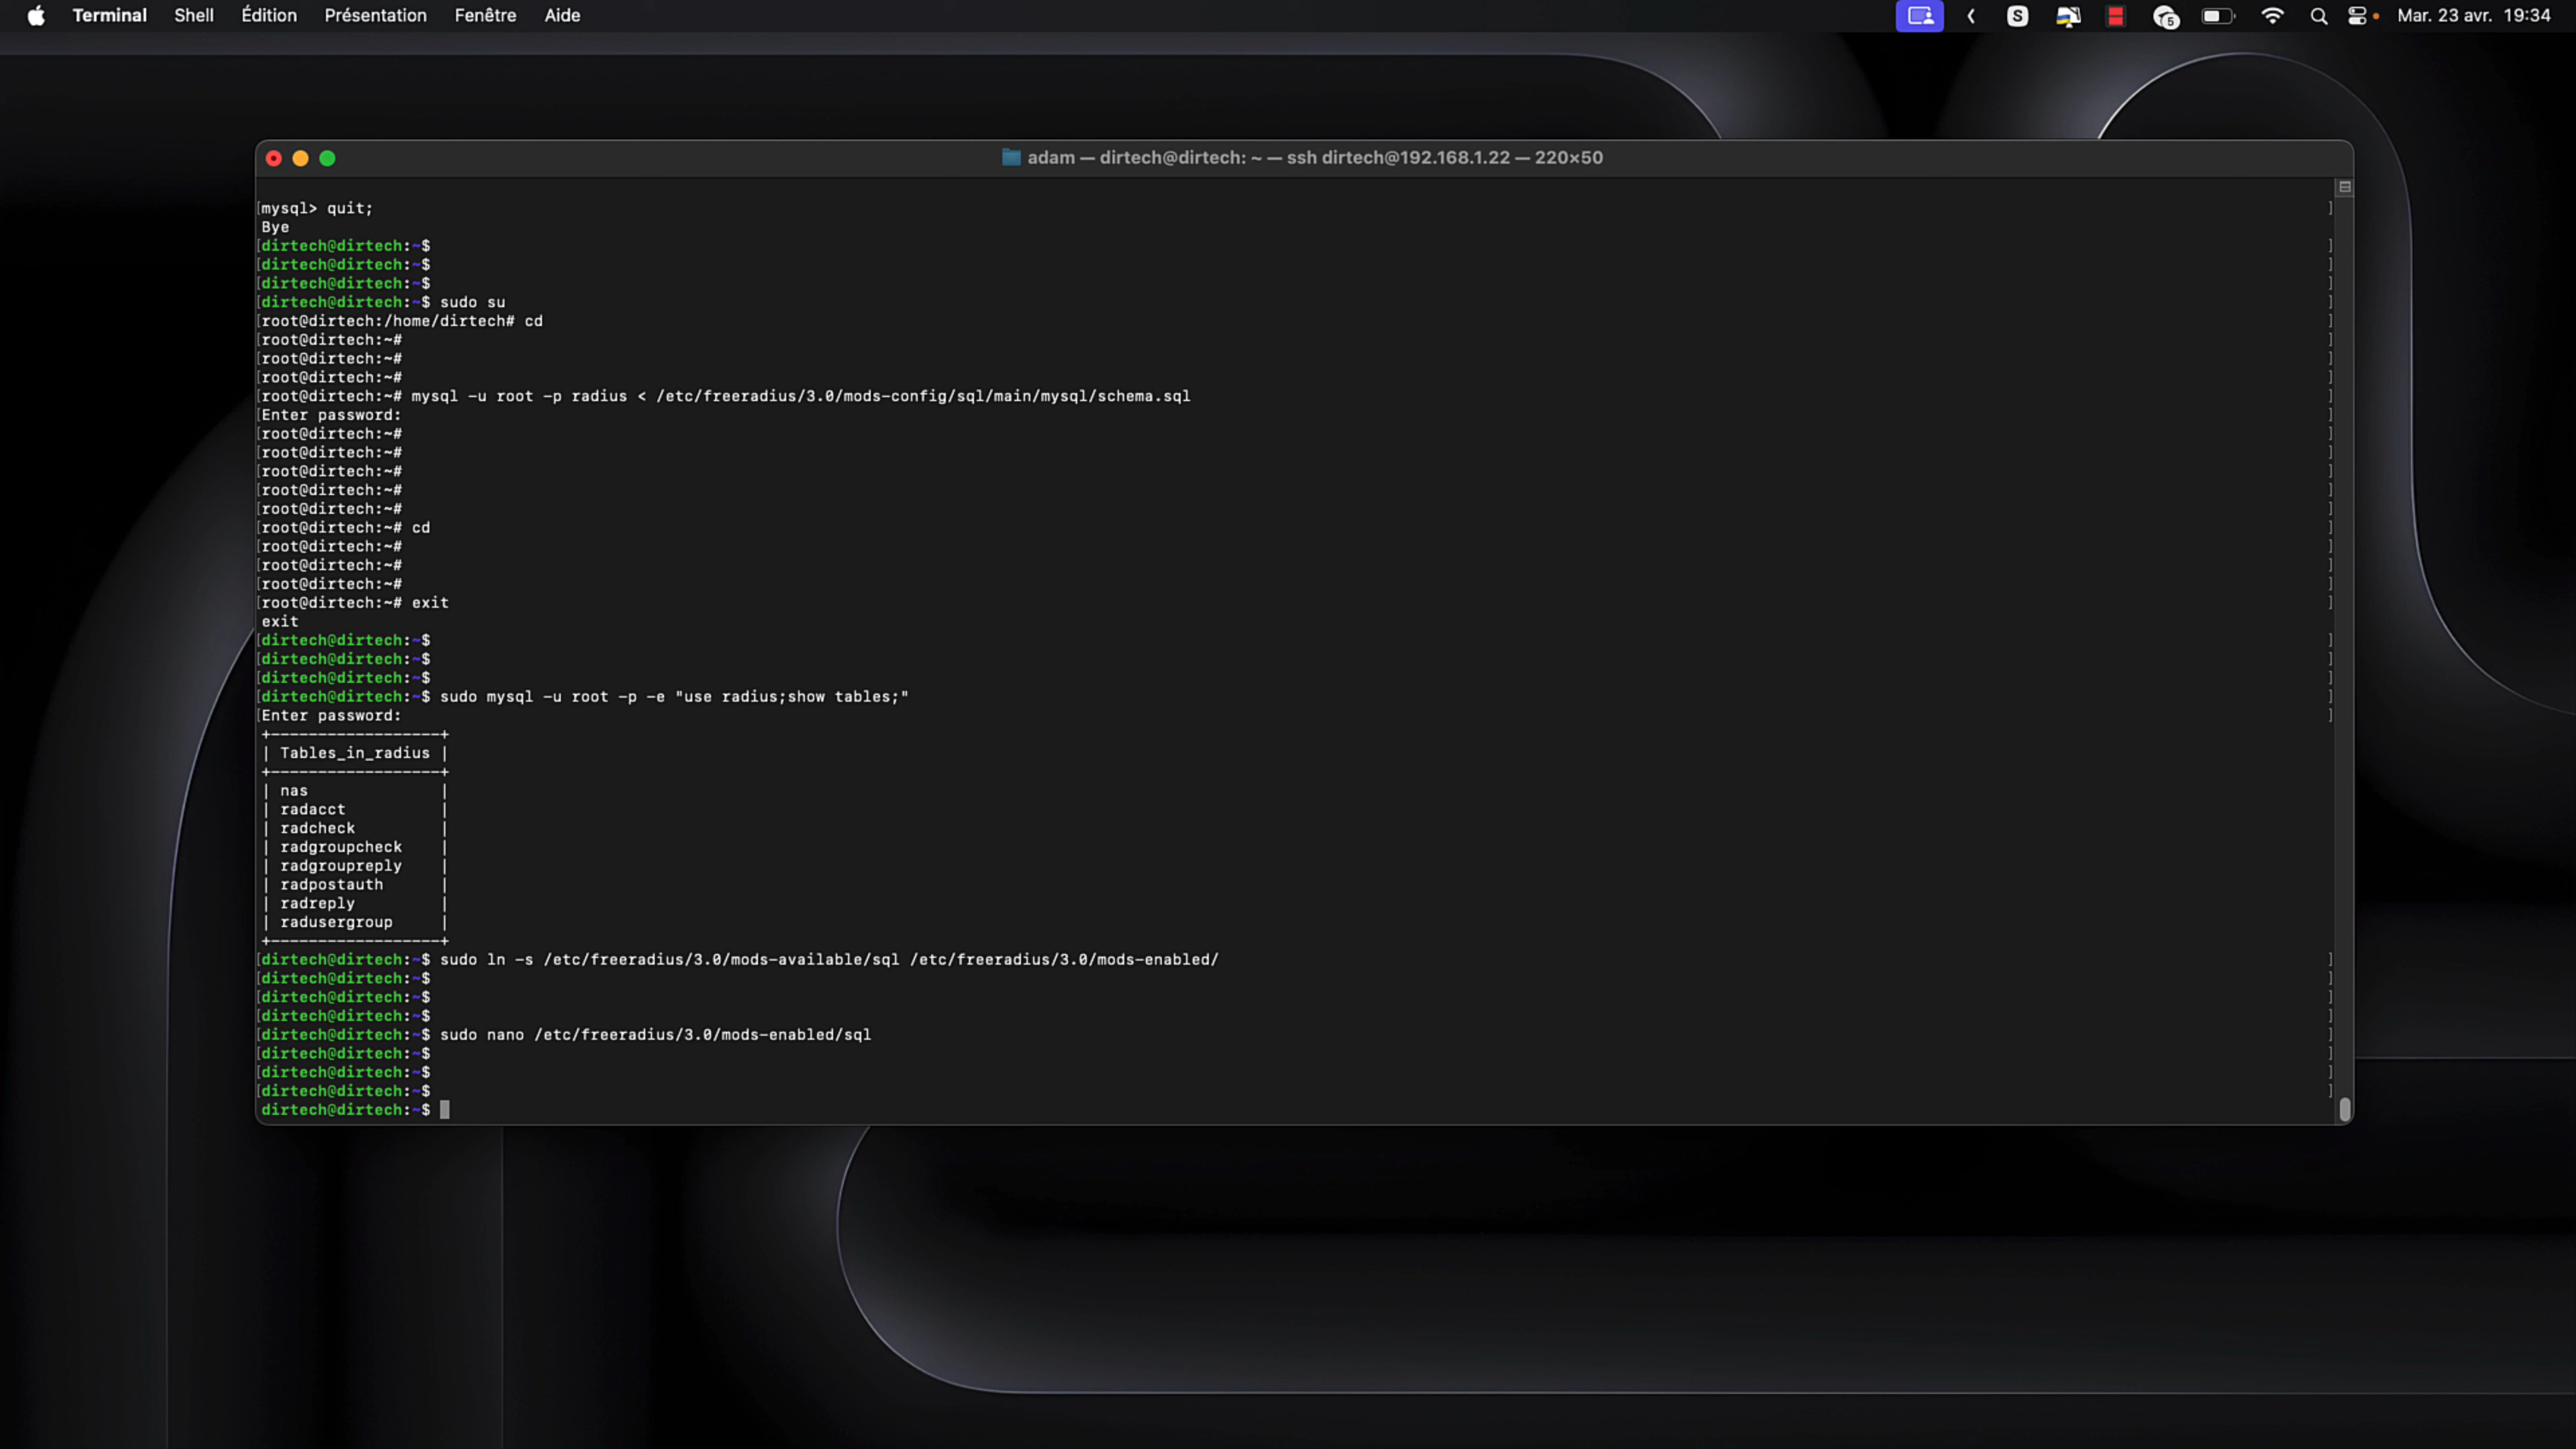 Terminal Shell Édition Présentation Fenêtre Aide
S
5
Mar. 23 avr. 19:34
adam — dirtech@dirtech: ~ — ssh dirtech@192.168.1.22 — 220×50
[mysql> quit; ]
Bye
[dirtech@dirtech:~$ ]
[dirtech@dirtech:~$ ]
[dirtech@dirtech:~$ ]
[dirtech@dirtech:~$ sudo su ]
[root@dirtech:/home/dirtech# cd ]
[root@dirtech:~# ]
[root@dirtech:~# ]
[root@dirtech:~# ]
[root@dirtech:~# mysql -u root -p radius < /etc/freeradius/3.0/mods-config/sql/main/mysql/schema.sql ]
[Enter password: ]
[root@dirtech:~# ]
[root@dirtech:~# ]
[root@dirtech:~# ]
[root@dirtech:~# ]
[root@dirtech:~# ]
[root@dirtech:~# cd ]
[root@dirtech:~# ]
[root@dirtech:~# ]
[root@dirtech:~# ]
[root@dirtech:~# exit ]
exit
[dirtech@dirtech:~$ ]
[dirtech@dirtech:~$ ]
[dirtech@dirtech:~$ ]
[dirtech@dirtech:~$ sudo mysql -u root -p -e "use radius;show tables;" ]
[Enter password: ]
+------------------+
| Tables_in_radius |
+------------------+
| nas              |
| radacct          |
| radcheck         |
| radgroupcheck    |
| radgroupreply    |
| radpostauth      |
| radreply         |
| radusergroup     |
+------------------+
[dirtech@dirtech:~$ sudo ln -s /etc/freeradius/3.0/mods-available/sql /etc/freeradius/3.0/mods-enabled/ ]
[dirtech@dirtech:~$ ]
[dirtech@dirtech:~$ ]
[dirtech@dirtech:~$ ]
[dirtech@dirtech:~$ sudo nano /etc/freeradius/3.0/mods-enabled/sql ]
[dirtech@dirtech:~$ ]
[dirtech@dirtech:~$ ]
[dirtech@dirtech:~$ ]
dirtech@dirtech:~$